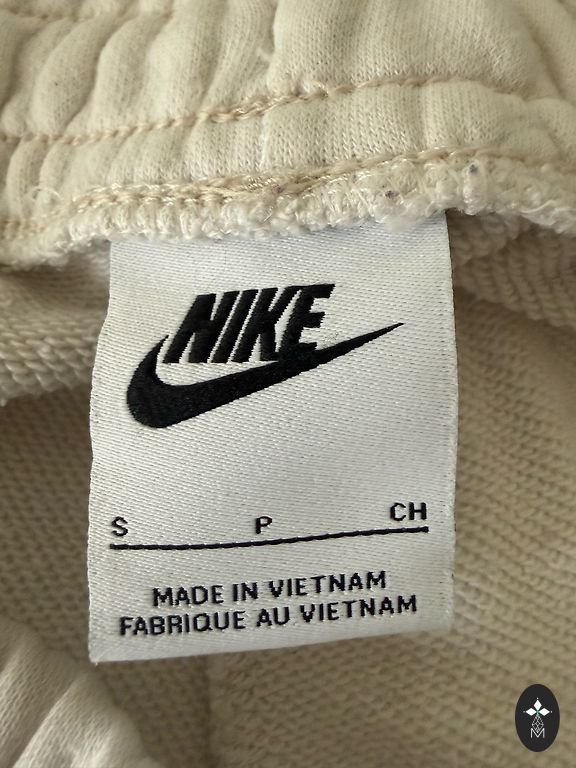 NIKE
S P CH
MADE IN VIETNAM
FABRIQUE AU VIETNAM
M